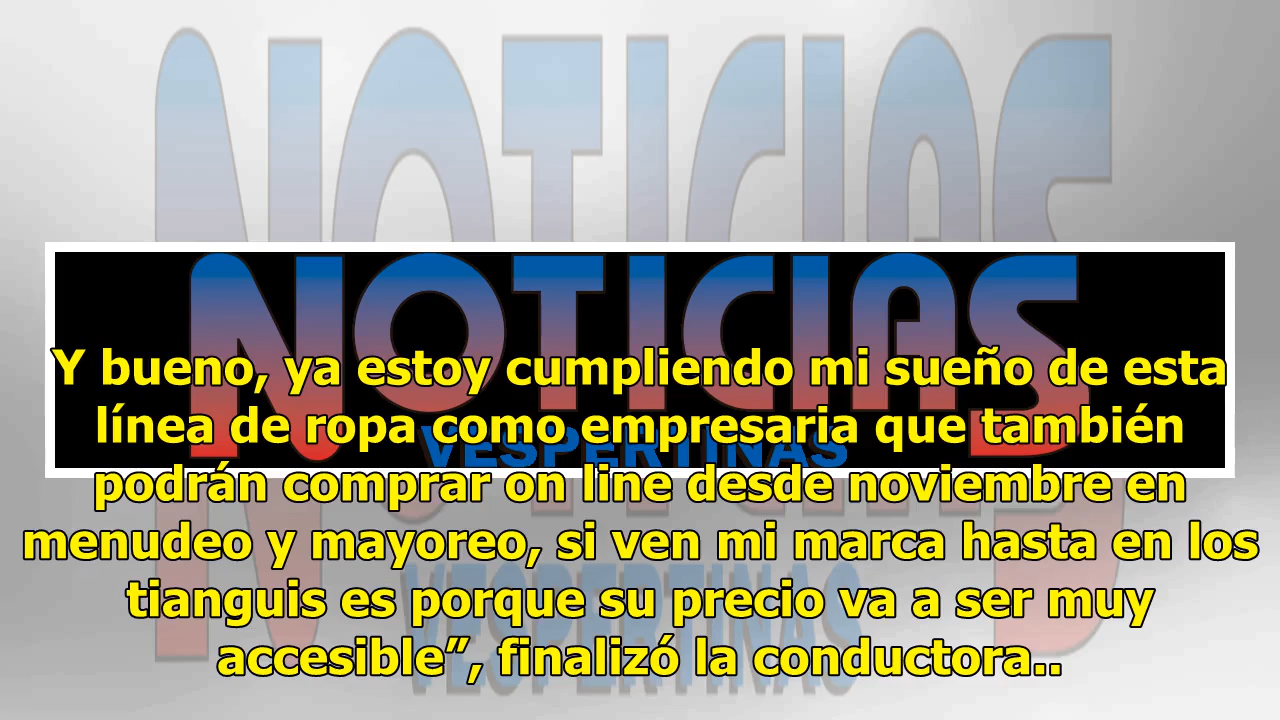 NOTICIAS
VESPERTINAS
Y bueno, ya estoy cumpliendo mi sueño de esta
línea de ropa como empresaria que también
podrán comprar on line desde noviembre en
menudeo y mayoreo, si ven mi marca hasta en los
tianguis es porque su precio va a ser muy
accesible”, finalizó la conductora..